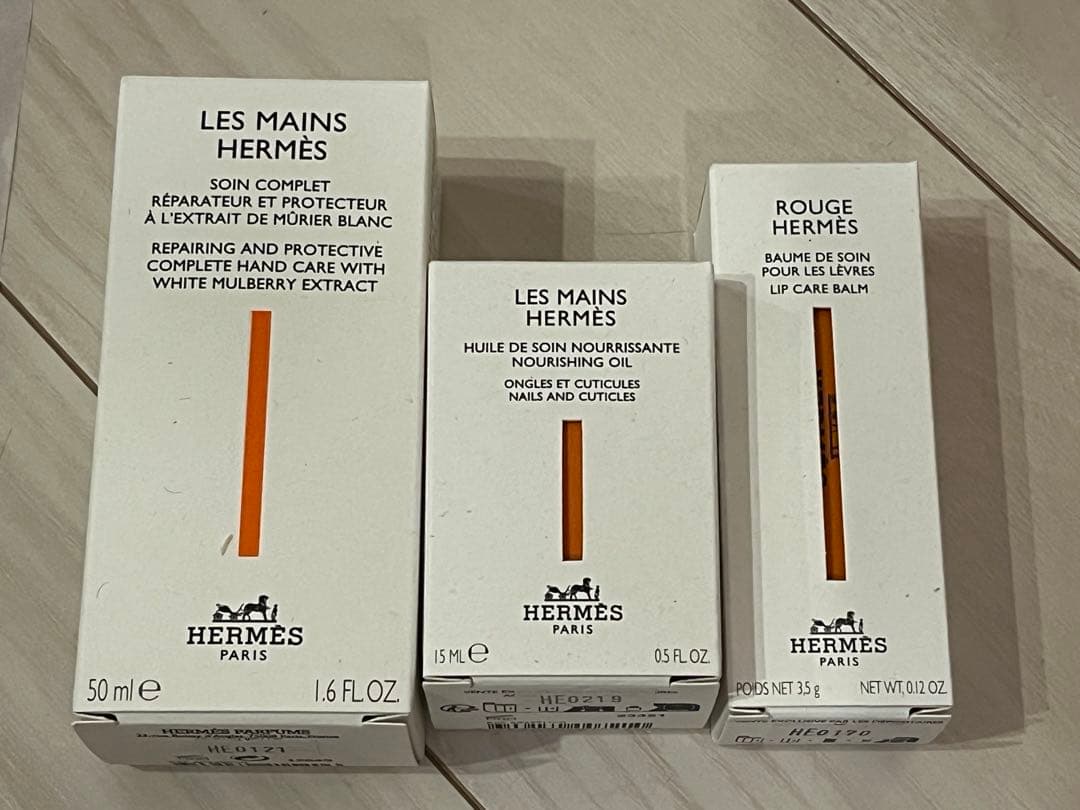 LES MAINS
HERMÈS
SOIN COMPLET
RÉPARATEUR ET PROTECTEUR
À L'EXTRAIT DE MÛRIER BLANC
REPAIRING AND PROTECTIVE
COMPLETE HAND CARE WITH
WHITE MULBERRY EXTRACT
HERMÈS
PARIS
50 ml e
1.6 FL.OZ.
HERMÈS PARFUMS
HE0121
LES MAINS
HERMÈS
HUILE DE SOIN NOURRISSANTE
NOURISHING OIL
ONGLES ET CUTICULES
NAILS AND CUTICLES
HERMÈS
PARIS
15 ML e
0.5 FL.OZ.
HE0219
ROUGE
HERMÈS
BAUME DE SOIN
POUR LES LÈVRES
LIP CARE BALM
HERMÈS
PARIS
POIDS NET 3,5 g
NET WT, 0.12 OZ
HE0170